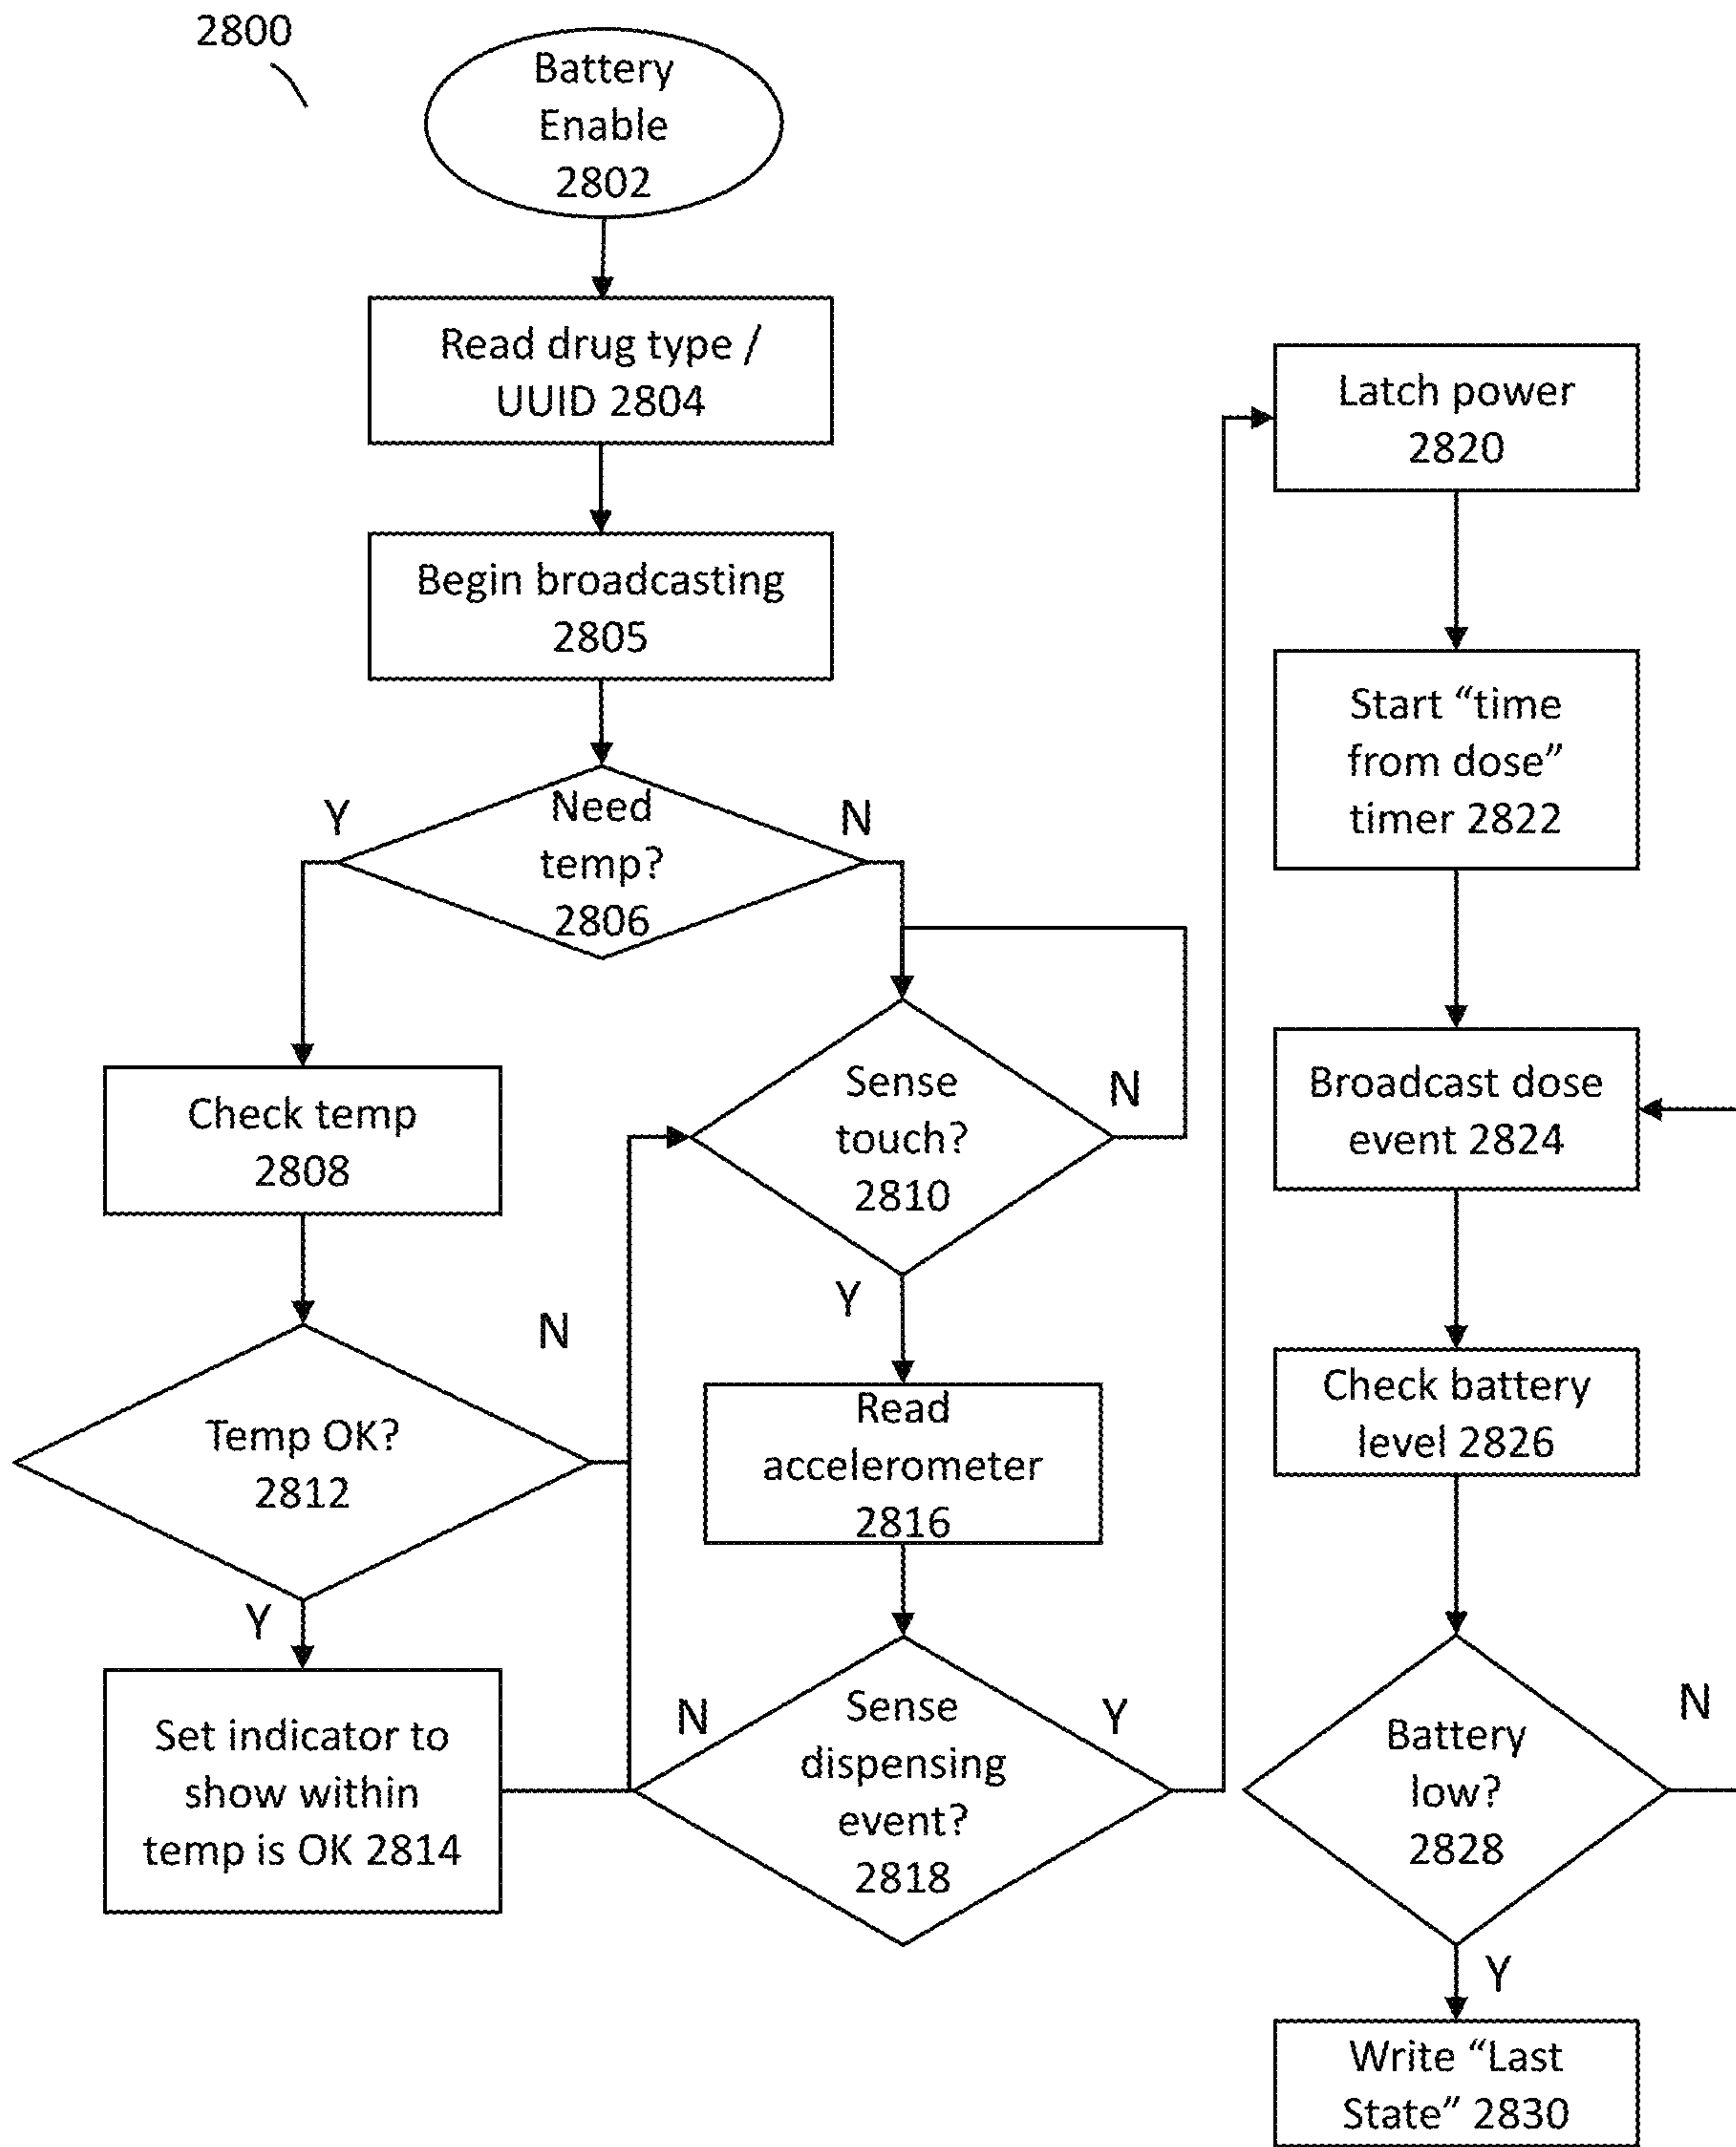 2800
Battery
Enable
2802
Read drug type /
UUID 2804
Begin broadcasting
2805
Need
temp?
2806
Y
N
Check temp
2808
Sense
touch?
2810
N
Y
Temp OK?
2812
N
Y
Read
accelerometer
2816
Set indicator to
show within
temp is OK 2814
Sense
dispensing
event?
2818
N
Y
Latch power
2820
Start “time
from dose”
timer 2822
Broadcast dose
event 2824
Check battery
level 2826
Battery
low?
2828
N
Y
Write “Last
State” 2830